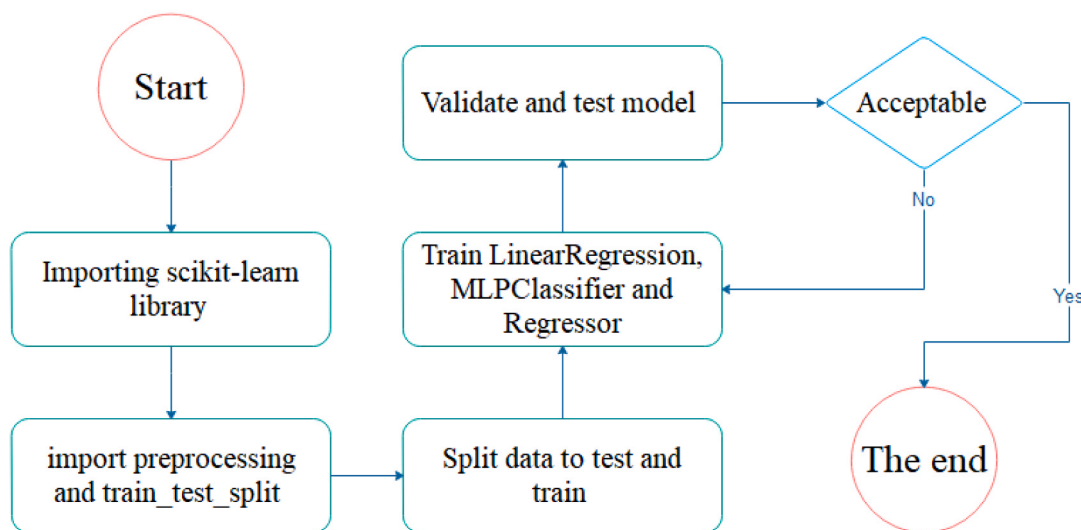 Start
Importing scikit-learn
library
import preprocessing
and train_test_split
Split data to test and
train
Train LinearRegression,
MLPClassifier and
Regressor
Validate and test model
Acceptable
No
Yes
The end